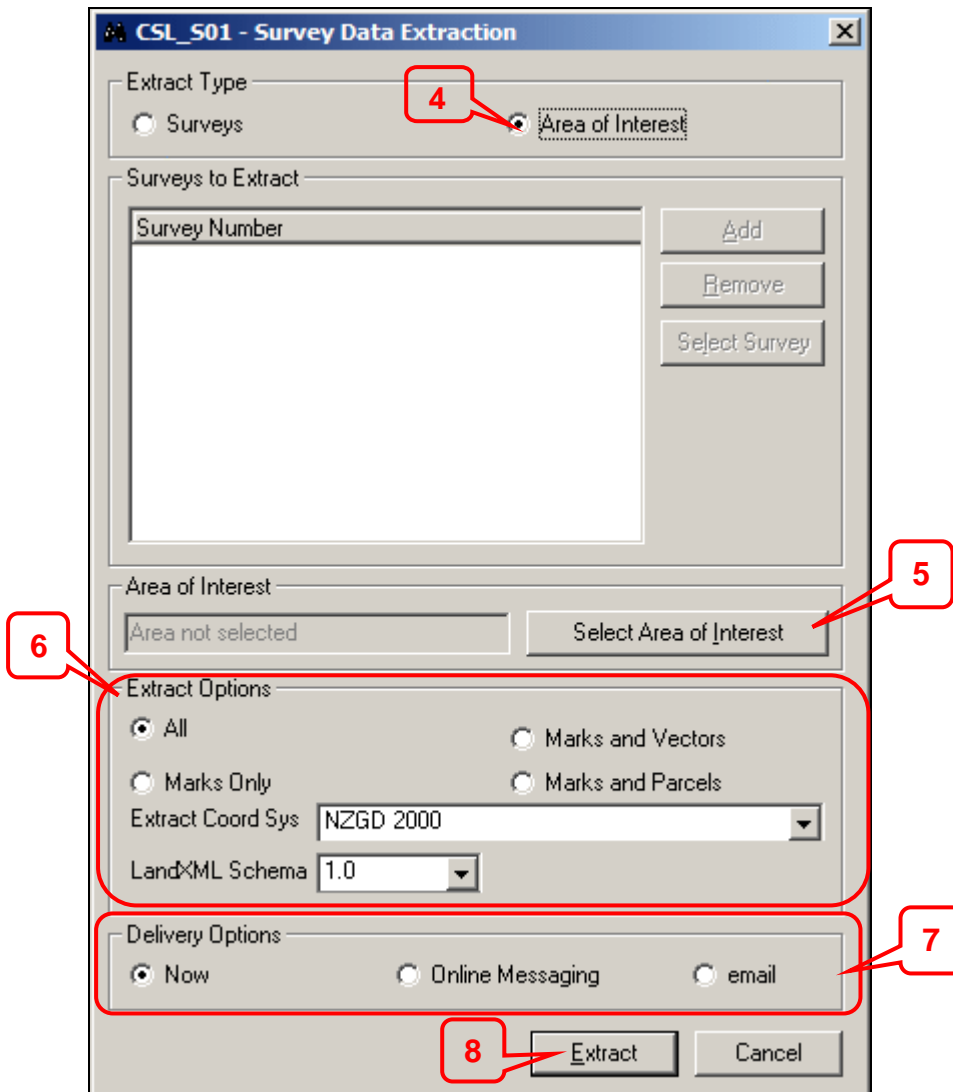 CSL_S01 - Survey Data Extraction
Extract Type
4
Surveys
Area of Interest
Surveys to Extract
Survey Number
Add
Remove
Select Survey
Area of Interest
5
Area not selected
Select Area of Interest
6
Extract Options
All
Marks and Vectors
Marks Only
Marks and Parcels
Extract Coord Sys NZGD 2000
LandXML Schema 1.0
Delivery Options
7
Now
Online Messaging
email
8
Extract
Cancel